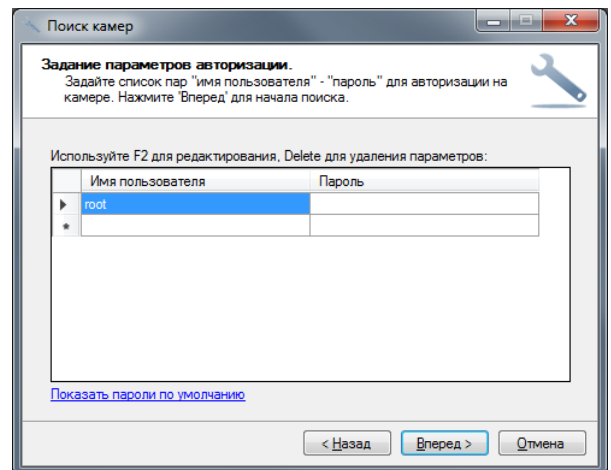 Поиск камер
Задание параметров авторизации.
Задайте список пар "имя пользователя" - "пароль" для авторизации на
камере. Нажмите 'Вперед' для начала поиска.
Используйте F2 для редактирования, Delete для удаления параметров:
Имя пользователя Пароль
root
Показать пароли по умолчанию
< Назад Вперед > Отмена